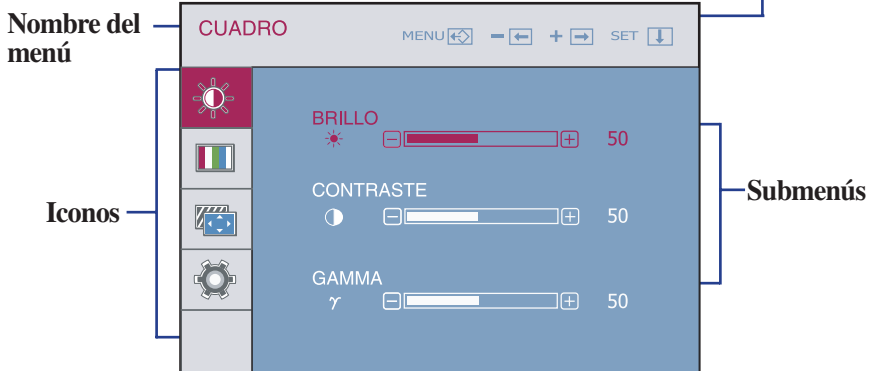 Nombre del
menú
CUADRO
MENU - + SET
BRILLO
50
CONTRASTE
50
Iconos
Submenús
GAMMA
γ 50